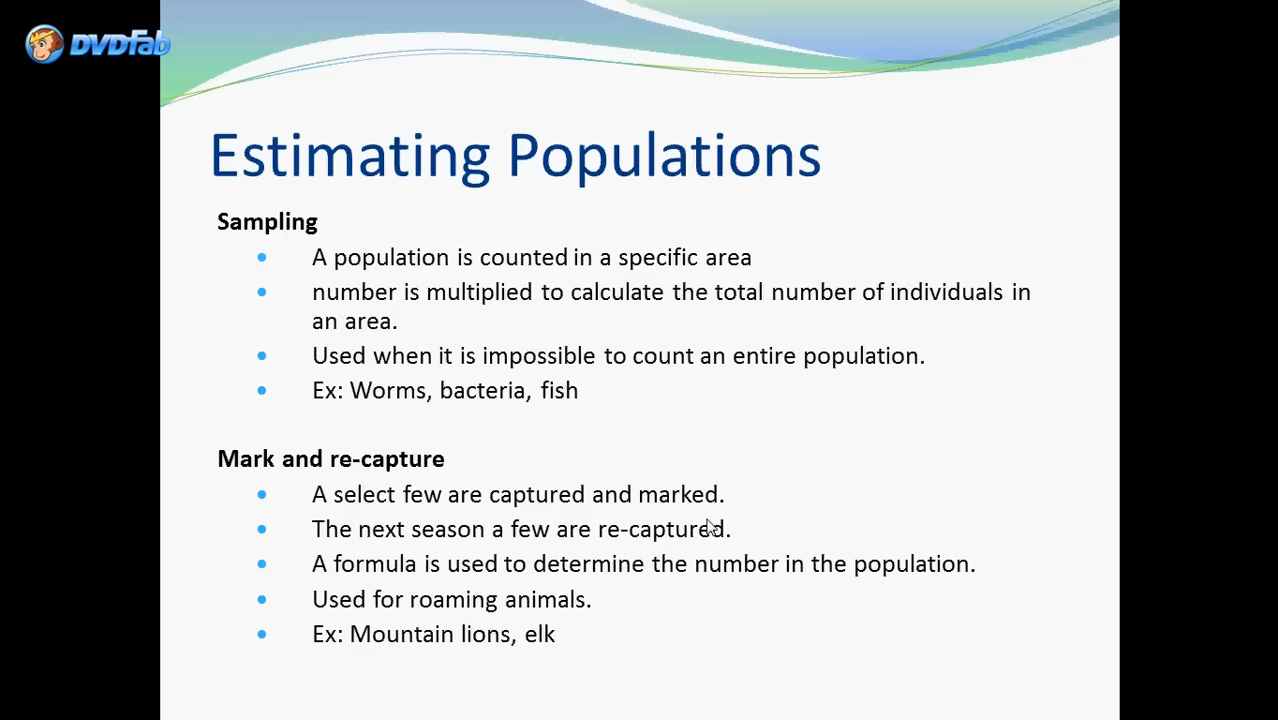 DVDFab
Estimating Populations
Sampling
• A population is counted in a specific area
• number is multiplied to calculate the total number of individuals in
an area.
• Used when it is impossible to count an entire population.
• Ex: Worms, bacteria, fish
Mark and re-capture
• A select few are captured and marked.
• The next season a few are re-captured.
• A formula is used to determine the number in the population.
• Used for roaming animals.
• Ex: Mountain lions, elk